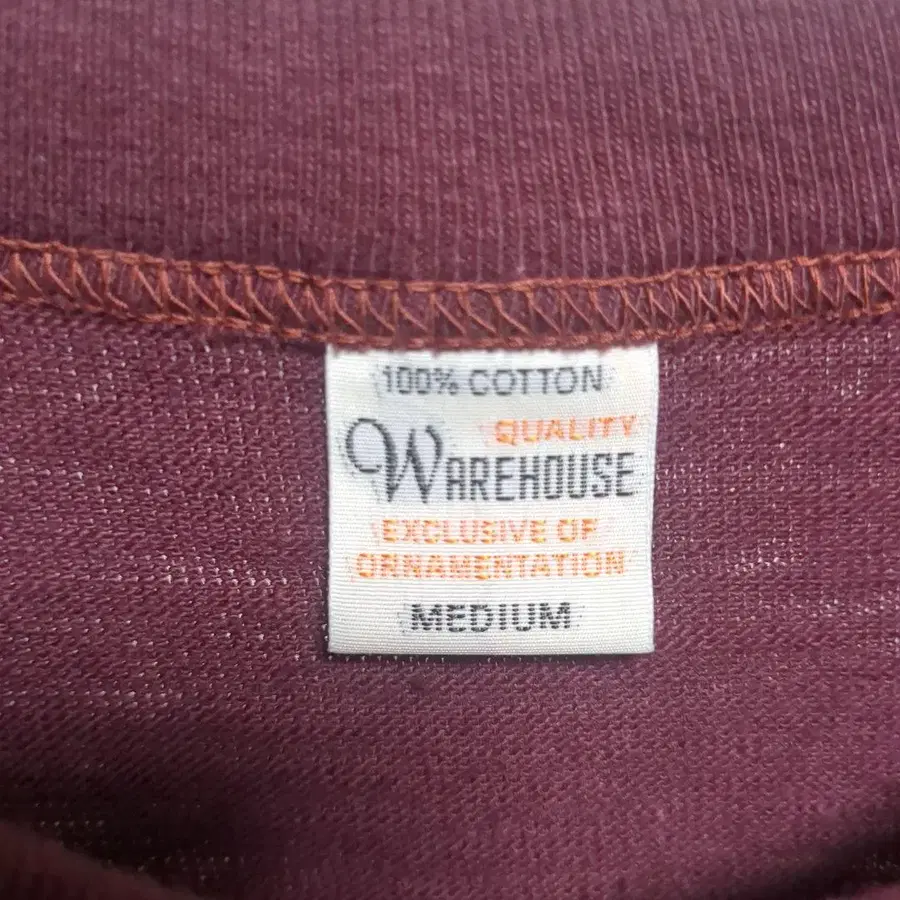 100% COTTON
QUALITY
WAREHOUSE
EXCLUSIVE OF
ORNAMENTATION
MEDIUM